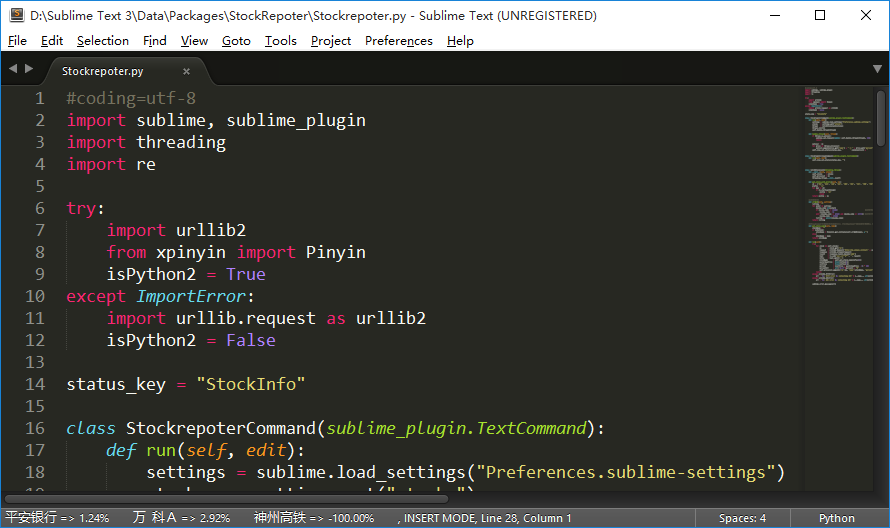 D:\Sublime Text 3\Data\Packages\StockRepoter\Stockrepoter.py - Sublime Text (UNREGISTERED)
File Edit Selection Find View Goto Tools Project Preferences Help
Stockrepoter.py ×
1 #coding=utf-8
2 import sublime, sublime_plugin
3 import threading
4 import re
5
6 try:
7 import urllib2
8 from xpinyin import Pinyin
9 isPython2 = True
10 except ImportError:
11 import urllib.request as urllib2
12 isPython2 = False
13
14 status_key = "StockInfo"
15
16 class StockrepoterCommand(sublime_plugin.TextCommand):
17 def run(self, edit):
18 settings = sublime.load_settings("Preferences.sublime-settings")
平安银行 => 1.24% 万 科A => 2.92% 神州高铁 => -100.00% , INSERT MODE, Line 28, Column 1 Spaces: 4 Python